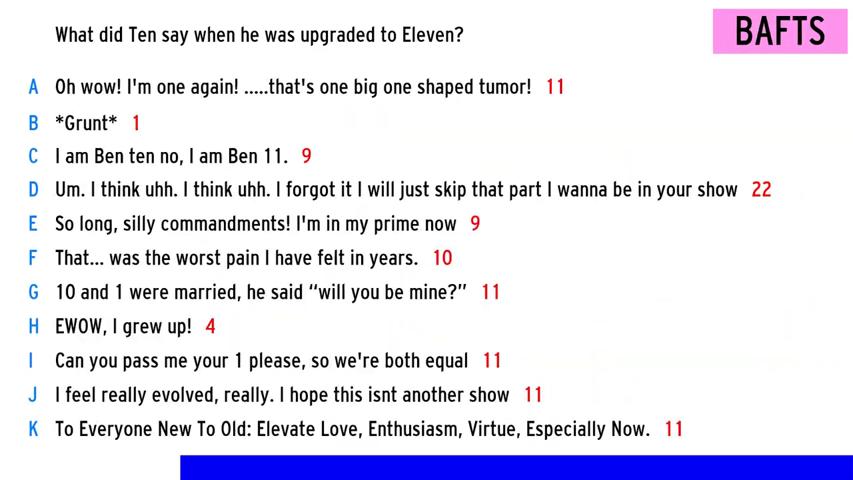 What did Ten say when he was upgraded to Eleven?
BAFTS
A Oh wow! I'm one again! .....that's one big one shaped tumor! 11
B *Grunt* 1
C I am Ben ten no, I am Ben 11. 9
D Um. I think uhh. I think uhh. I forgot it I will just skip that part I wanna be in your show 22
E So long, silly commandments! I'm in my prime now 9
F That... was the worst pain I have felt in years. 10
G 10 and 1 were married, he said “will you be mine?” 11
H EWOW, I grew up! 4
I Can you pass me your 1 please, so we're both equal 11
J I feel really evolved, really. I hope this isnt another show 11
K To Everyone New To Old: Elevate Love, Enthusiasm, Virtue, Especially Now. 11